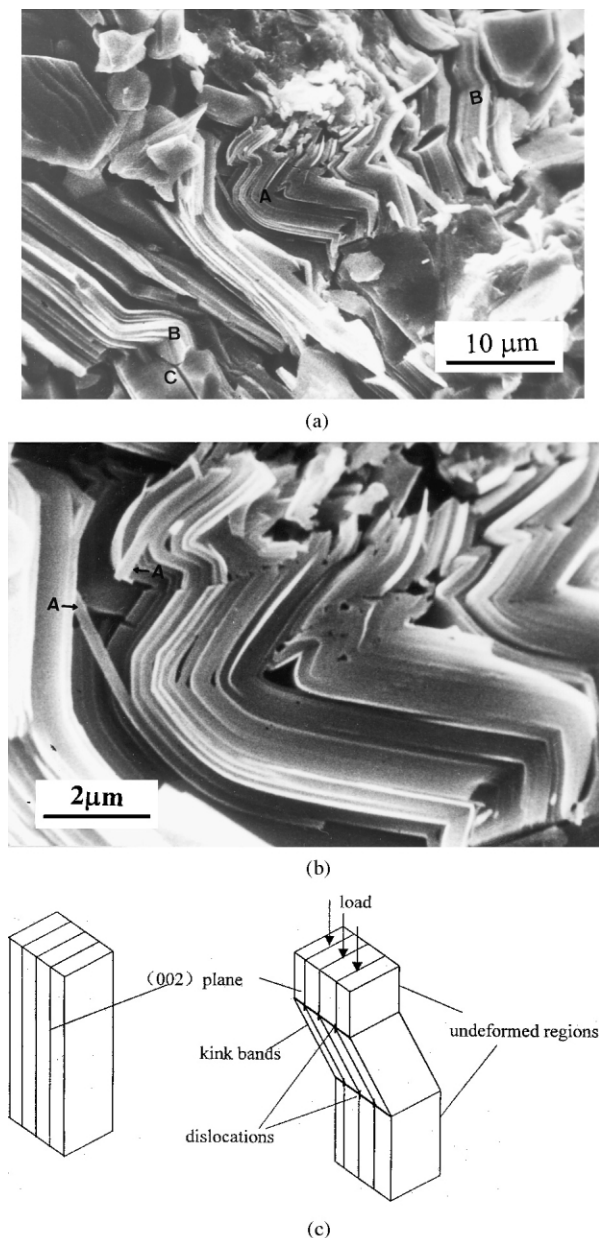 B
A
B
C
10 μm
(a)
A
A
2μm
(b)
load
(002) plane
undeformed regions
kink bands
dislocations
(c)